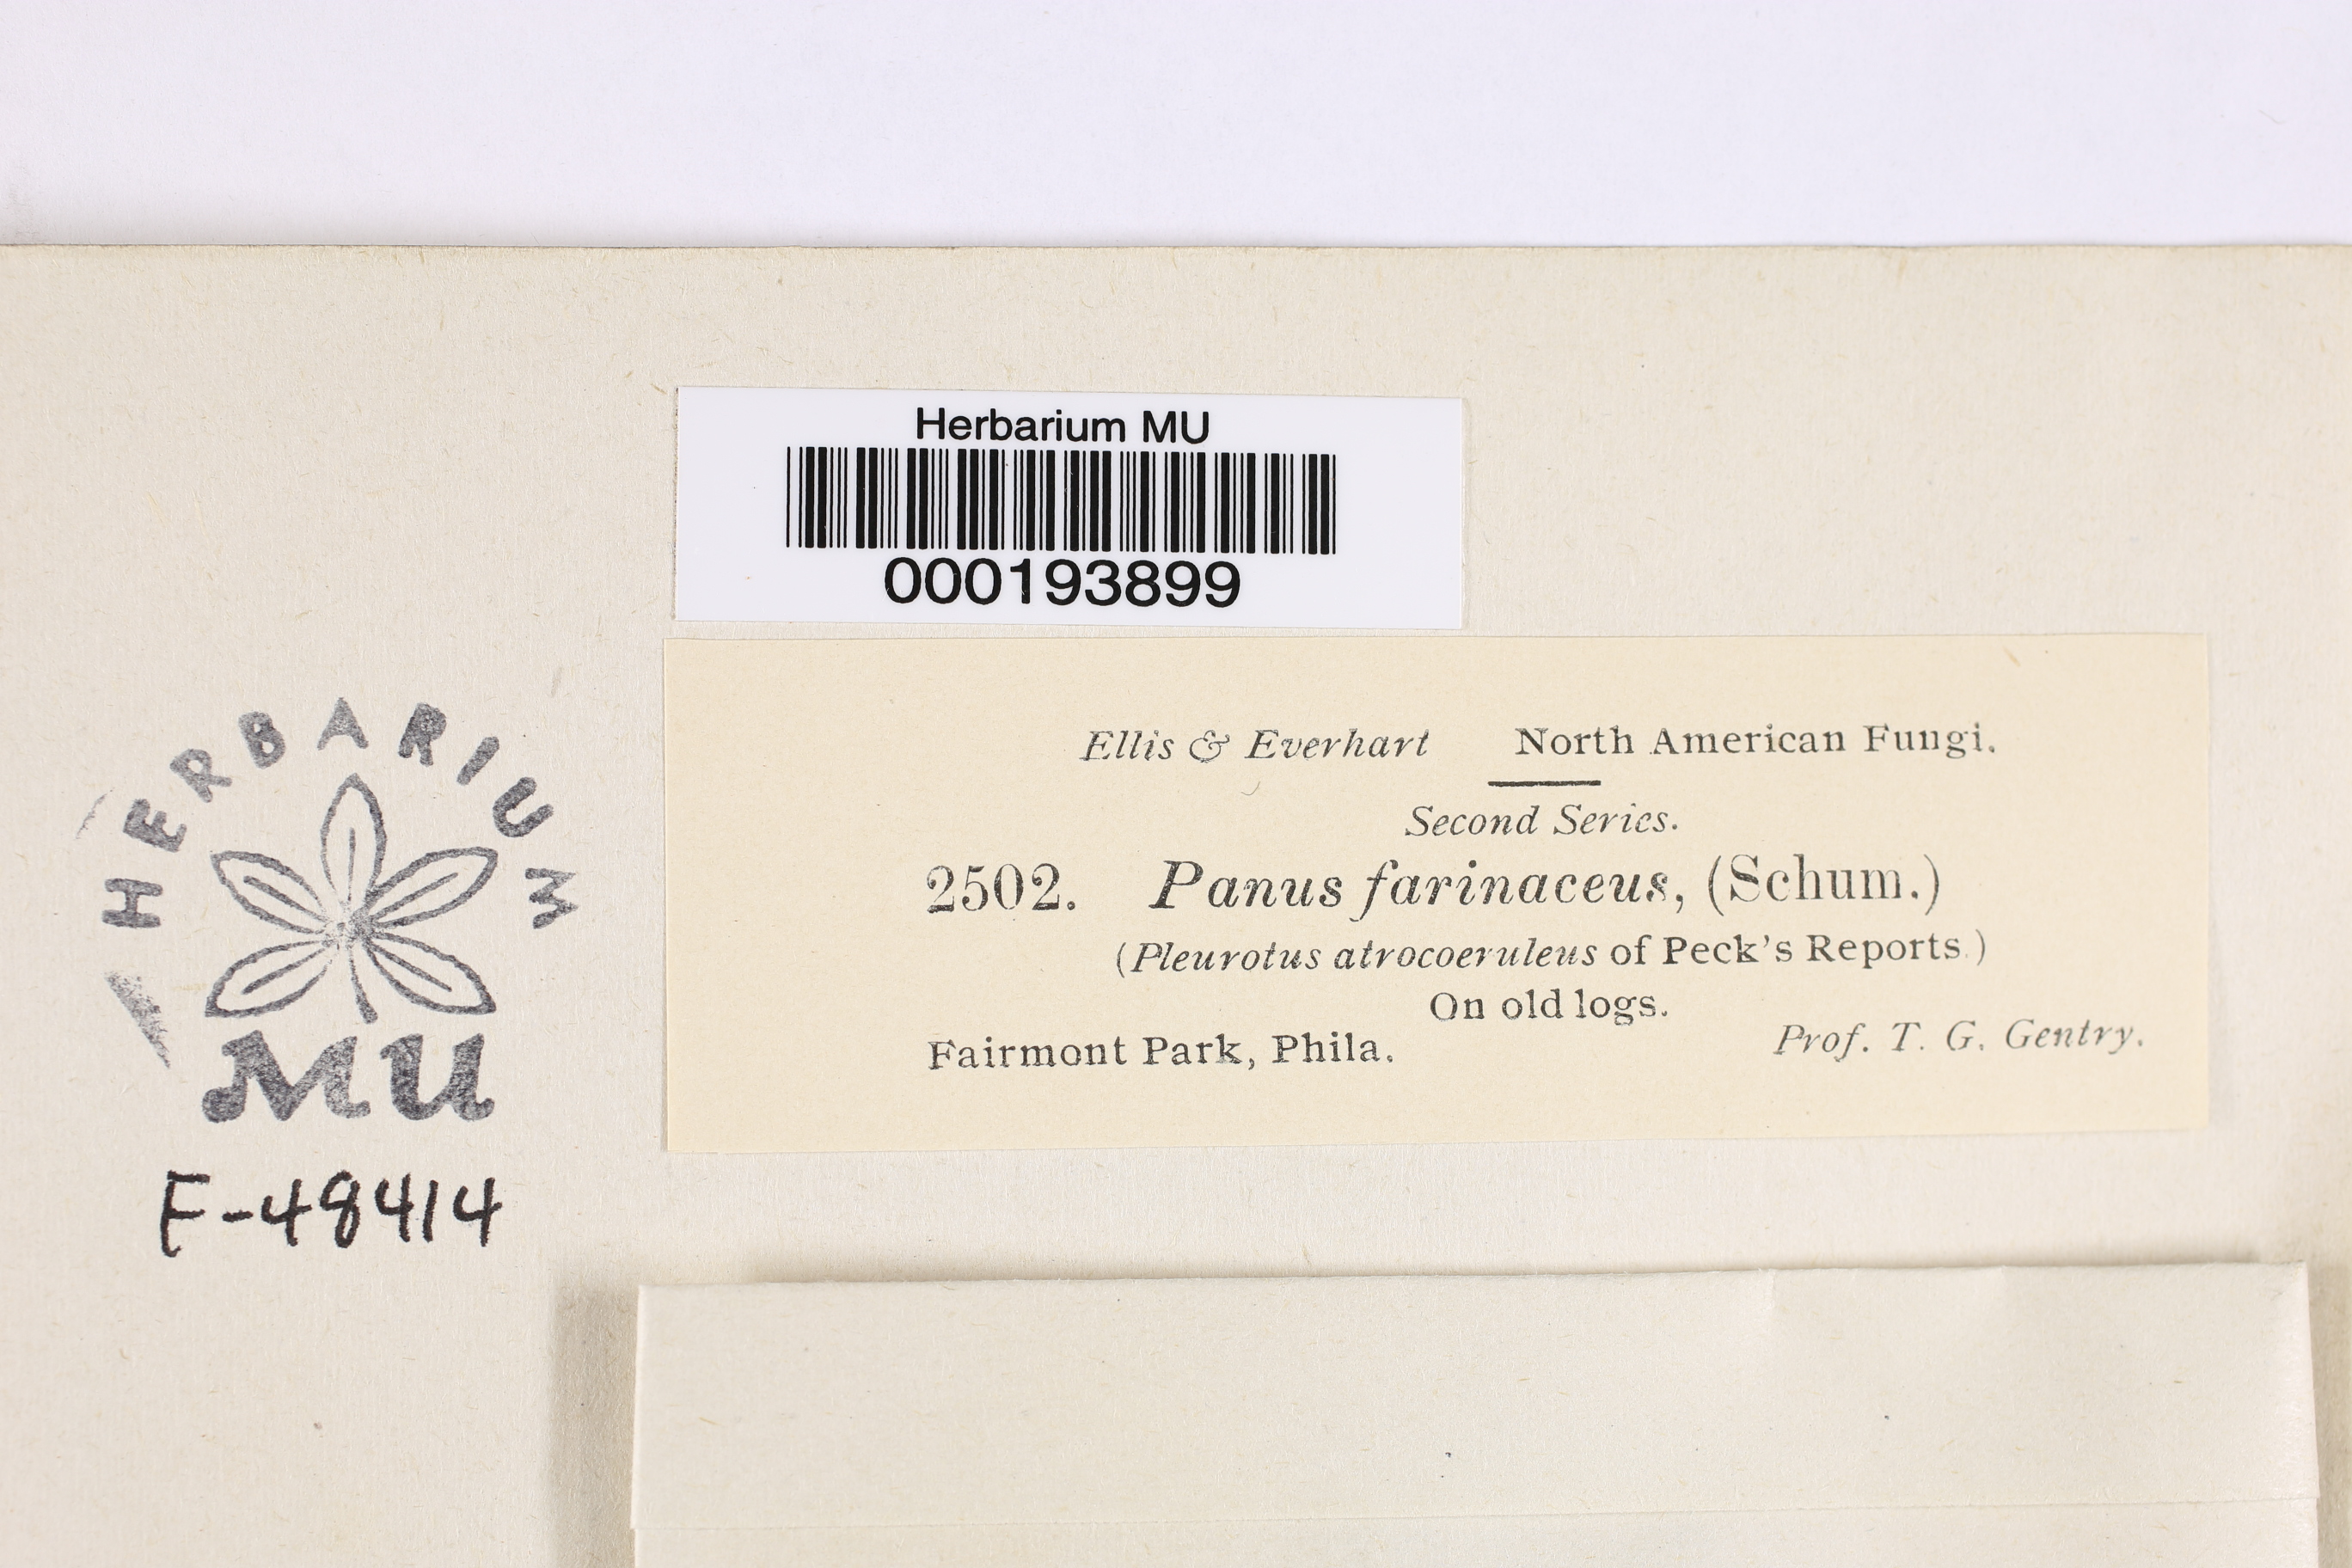 Herbarium MU
000193899
HERBARIUM
MU
F-48414
Ellis & Everhart North American Fungi.
Second Series.
2502. Panus farinaceus, (Schum.)
(Pleurotus atrocoeruleus of Peck's Reports.)
On old logs.
Fairmont Park, Phila. Prof. T. G. Gentry.